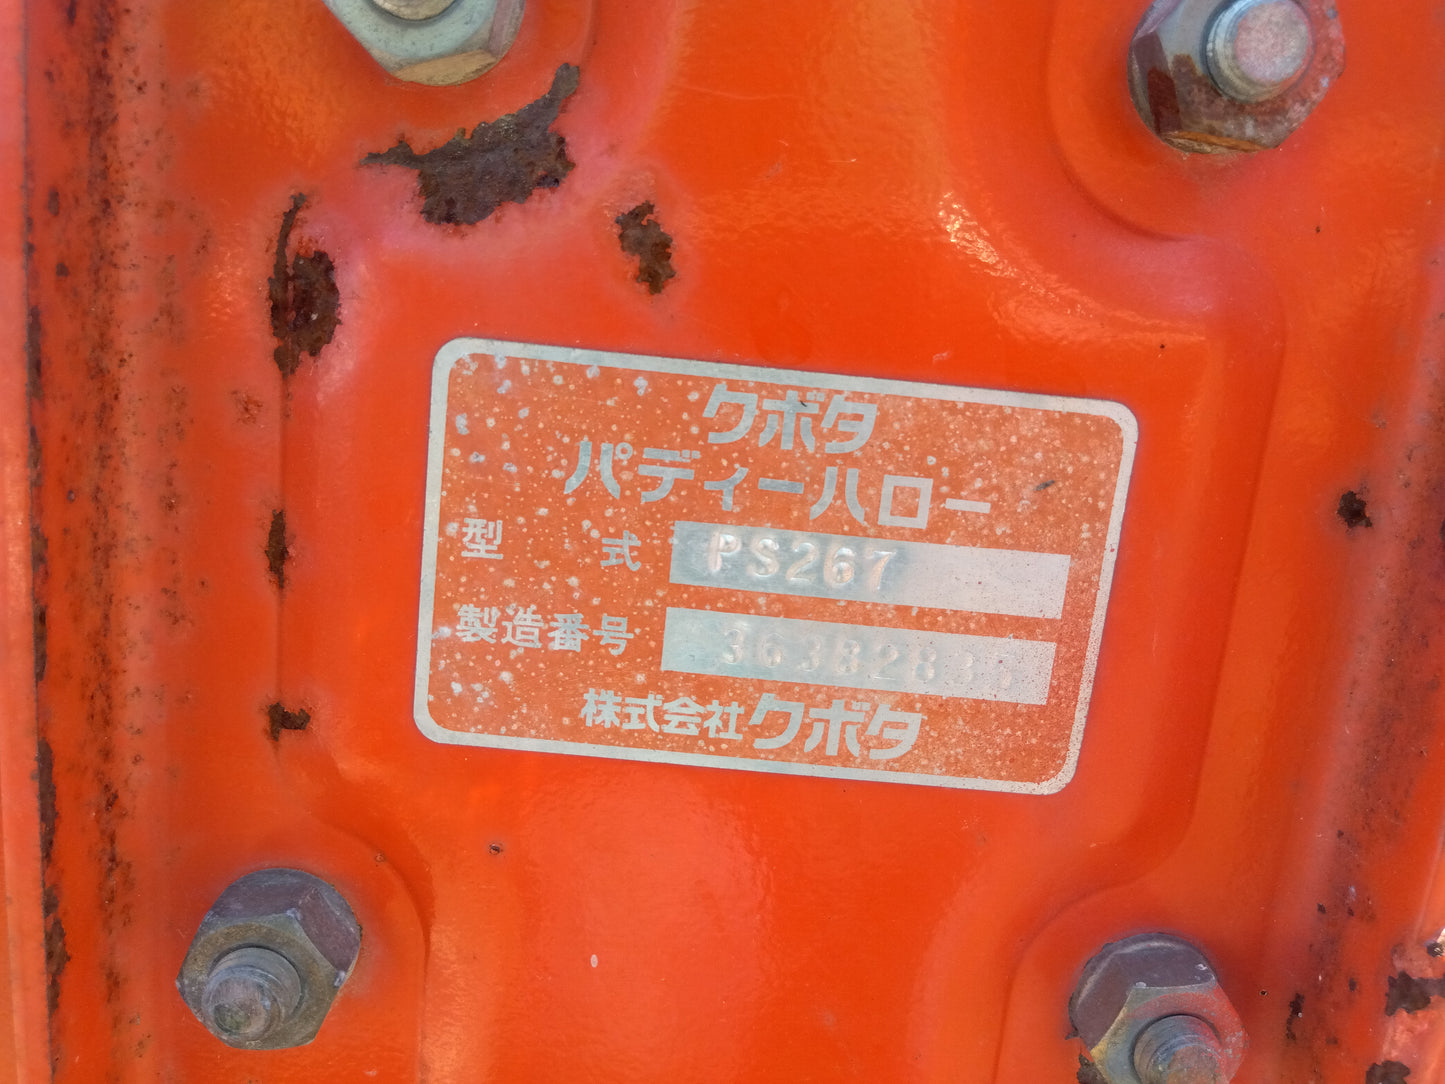 クボタ
パディーハロー
型 式 PS267
製造番号
株式会社クボタ